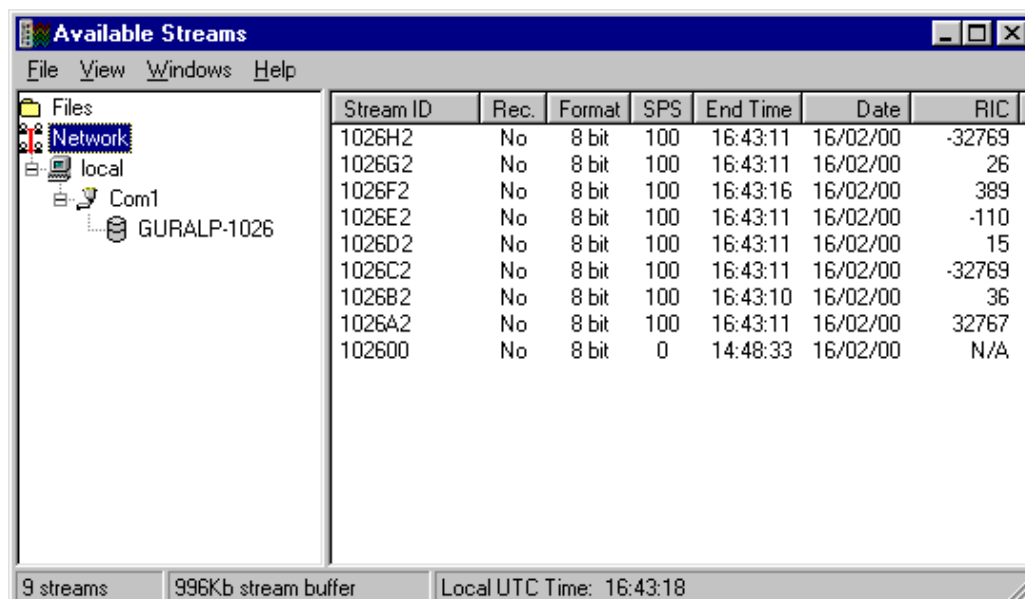 Available Streams
File View Windows Help
Files
Network
local
Com1
GURALP-1026
Stream ID Rec. Format SPS End Time Date RIC
1026H2 No 8 bit 100 16:43:11 16/02/00 -32769
1026G2 No 8 bit 100 16:43:11 16/02/00 26
1026F2 No 8 bit 100 16:43:16 16/02/00 389
1026E2 No 8 bit 100 16:43:11 16/02/00 -110
1026D2 No 8 bit 100 16:43:11 16/02/00 15
1026C2 No 8 bit 100 16:43:11 16/02/00 -32769
1026B2 No 8 bit 100 16:43:10 16/02/00 36
1026A2 No 8 bit 100 16:43:11 16/02/00 32767
102600 No 8 bit 0 14:48:33 16/02/00 N/A
9 streams 996Kb stream buffer Local UTC Time: 16:43:18